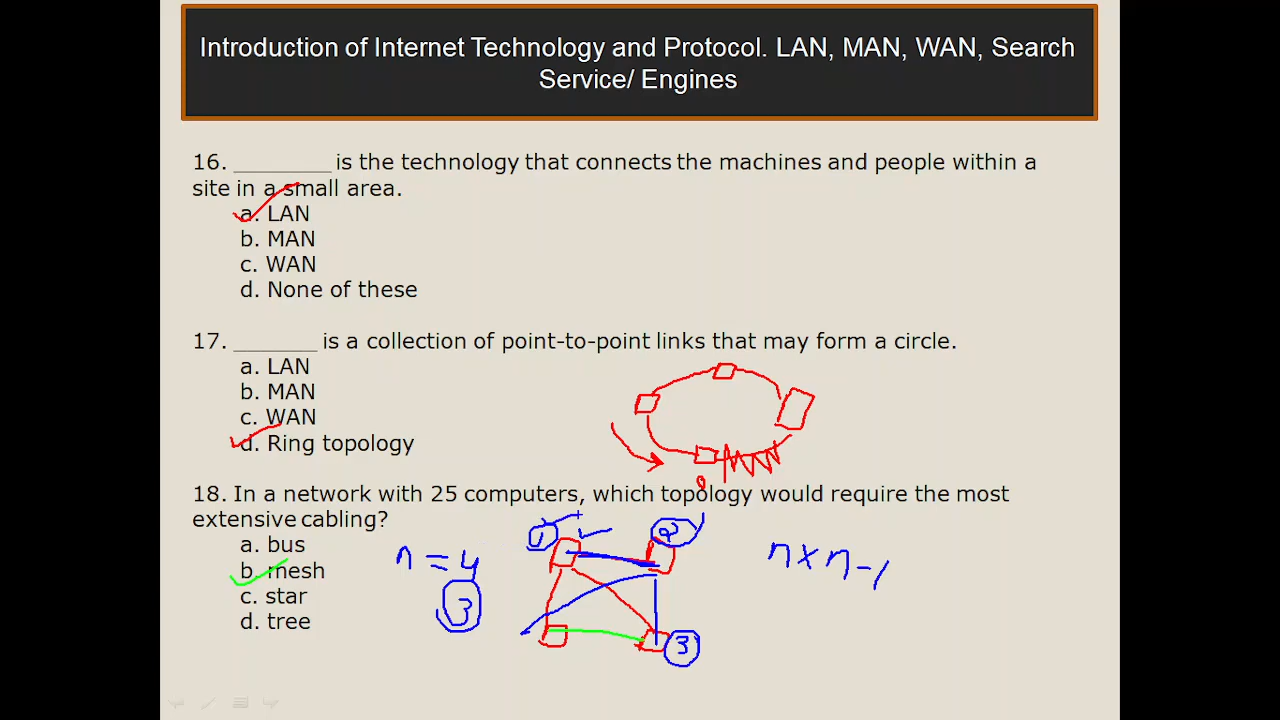 Introduction of Internet Technology and Protocol. LAN, MAN, WAN, Search
Service/ Engines
16. ________ is the technology that connects the machines and people within a
site in a small area.
a. LAN
b. MAN
c. WAN
d. None of these
17. _______ is a collection of point-to-point links that may form a circle.
a. LAN
b. MAN
c. WAN
d. Ring topology
18. In a network with 25 computers, which topology would require the most
extensive cabling?
a. bus
b. mesh
c. star
d. tree
n = 4
3
1
2
3
n x n - 1